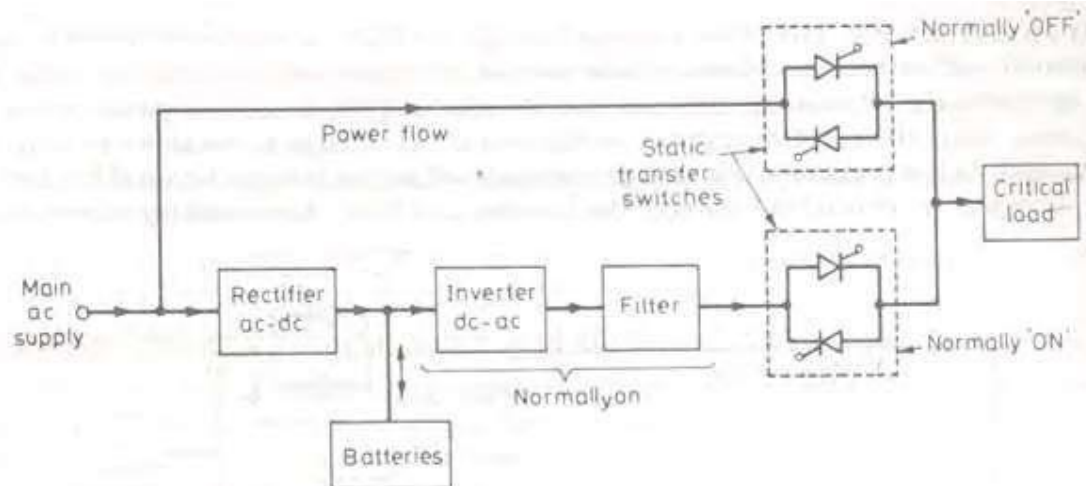 Normally 'OFF'
Power flow
Static
transfer
switches
Critical
load
Main
ac
supply
Rectifier
ac-dc
Inverter
dc-ac
Filter
Normally 'ON'
Normallyon
Batteries